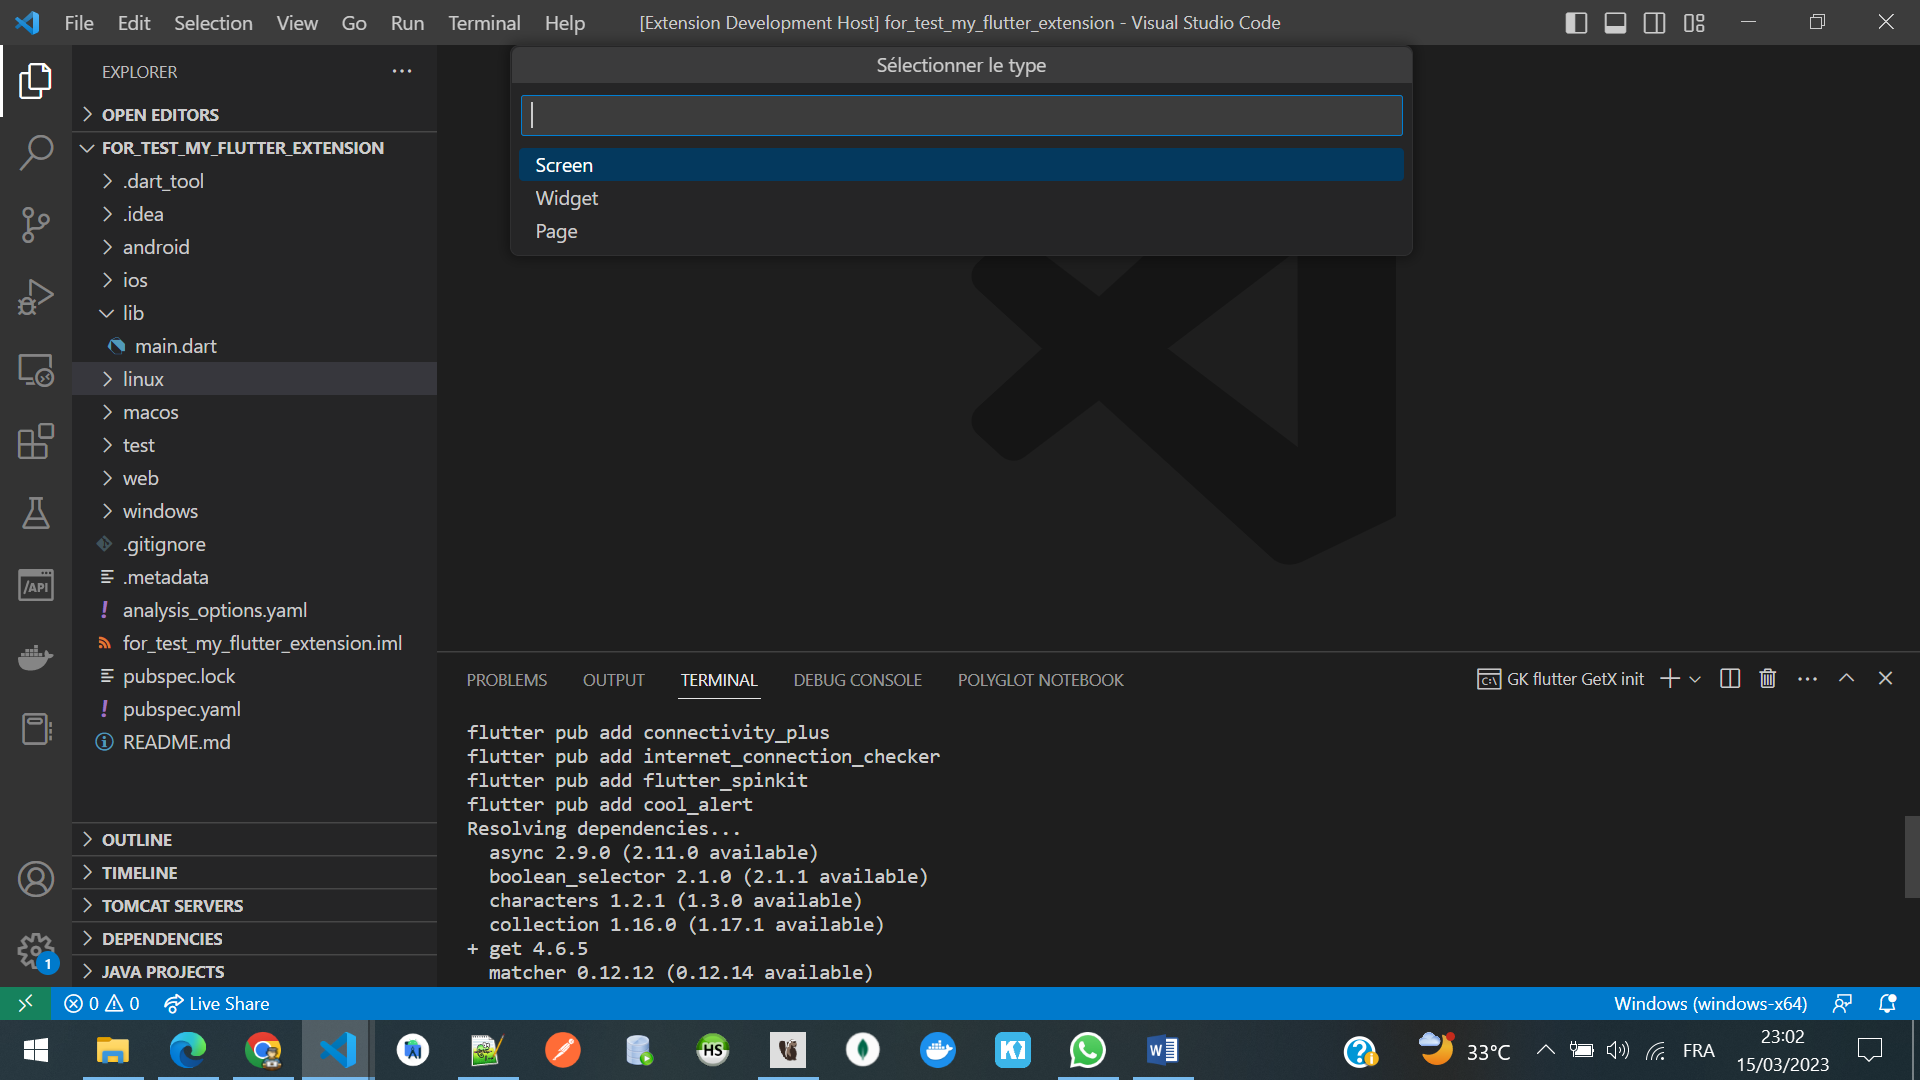 File Edit Selection View Go Run Terminal Help
[Extension Development Host] for_test_my_flutter_extension - Visual Studio Code
EXPLORER
OPEN EDITORS
FOR_TEST_MY_FLUTTER_EXTENSION
.dart_tool
.idea
android
ios
lib
main.dart
linux
macos
test
web
windows
.gitignore
.metadata
analysis_options.yaml
for_test_my_flutter_extension.iml
pubspec.lock
pubspec.yaml
README.md
OUTLINE
TIMELINE
TOMCAT SERVERS
DEPENDENCIES
JAVA PROJECTS
/API
1
Sélectionner le type
Screen
Widget
Page
PROBLEMS OUTPUT TERMINAL DEBUG CONSOLE POLYGLOT NOTEBOOK
GK flutter GetX init
flutter pub add connectivity_plus
flutter pub add internet_connection_checker
flutter pub add flutter_spinkit
flutter pub add cool_alert
Resolving dependencies...
async 2.9.0 (2.11.0 available)
boolean_selector 2.1.0 (2.1.1 available)
characters 1.2.1 (1.3.0 available)
collection 1.16.0 (1.17.1 available)
+ get 4.6.5
matcher 0.12.12 (0.12.14 available)
0 0 Live Share
Windows (windows-x64)
HS
33°C
FRA
23:02
15/03/2023